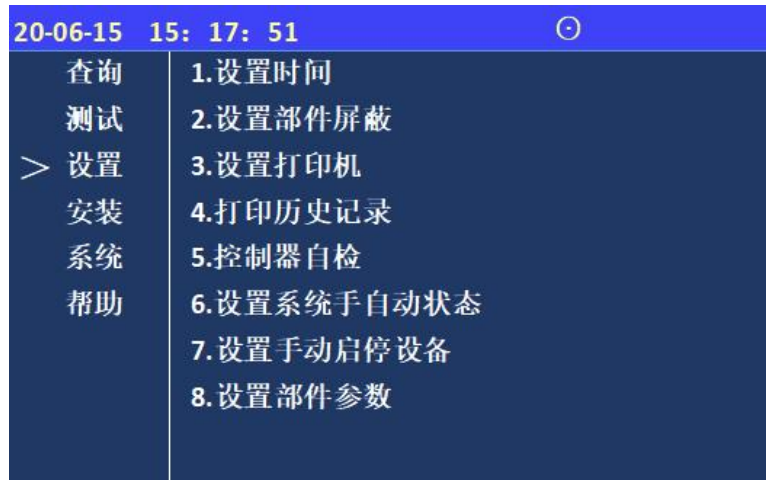 20-06-15 15: 17: 51
查询 1.设置时间
测试 2.设置部件屏蔽
> 设置 3.设置打印机
安装 4.打印历史记录
系统 5.控制器自检
帮助 6.设置系统手自动状态
7.设置手动启停设备
8.设置部件参数